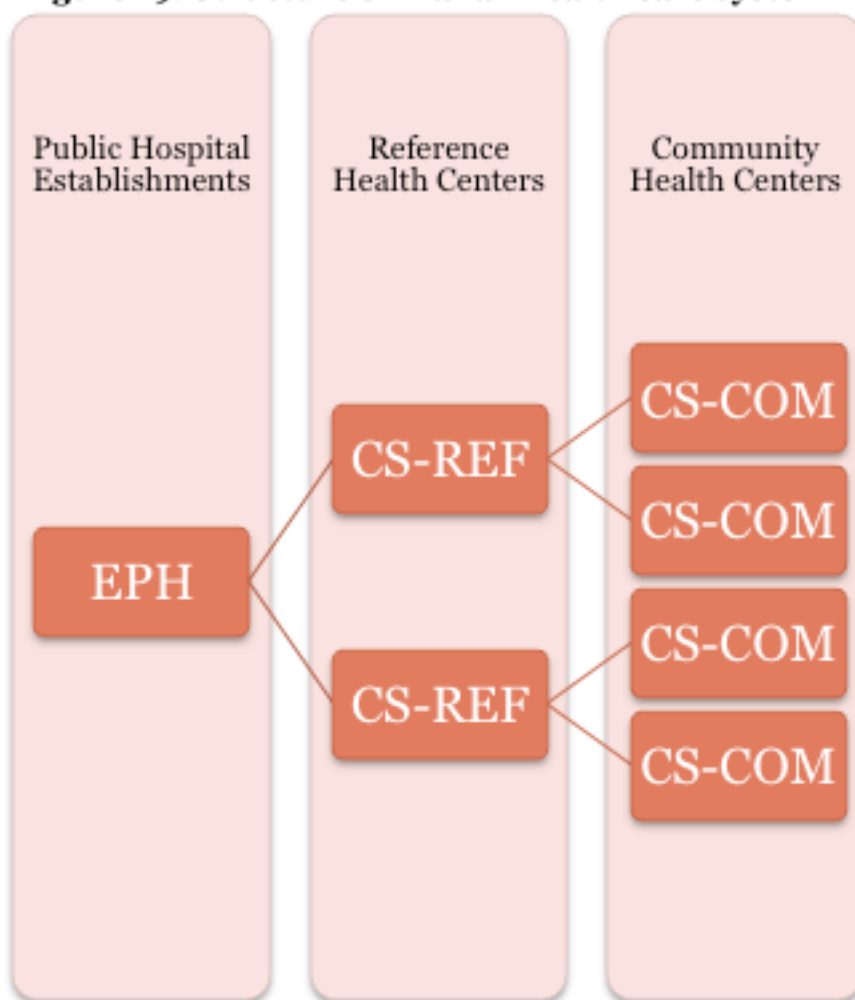 Public Hospital
Establishments
Reference
Health Centers
Community
Health Centers
EPH
CS-REF
CS-REF
CS-COM
CS-COM
CS-COM
CS-COM